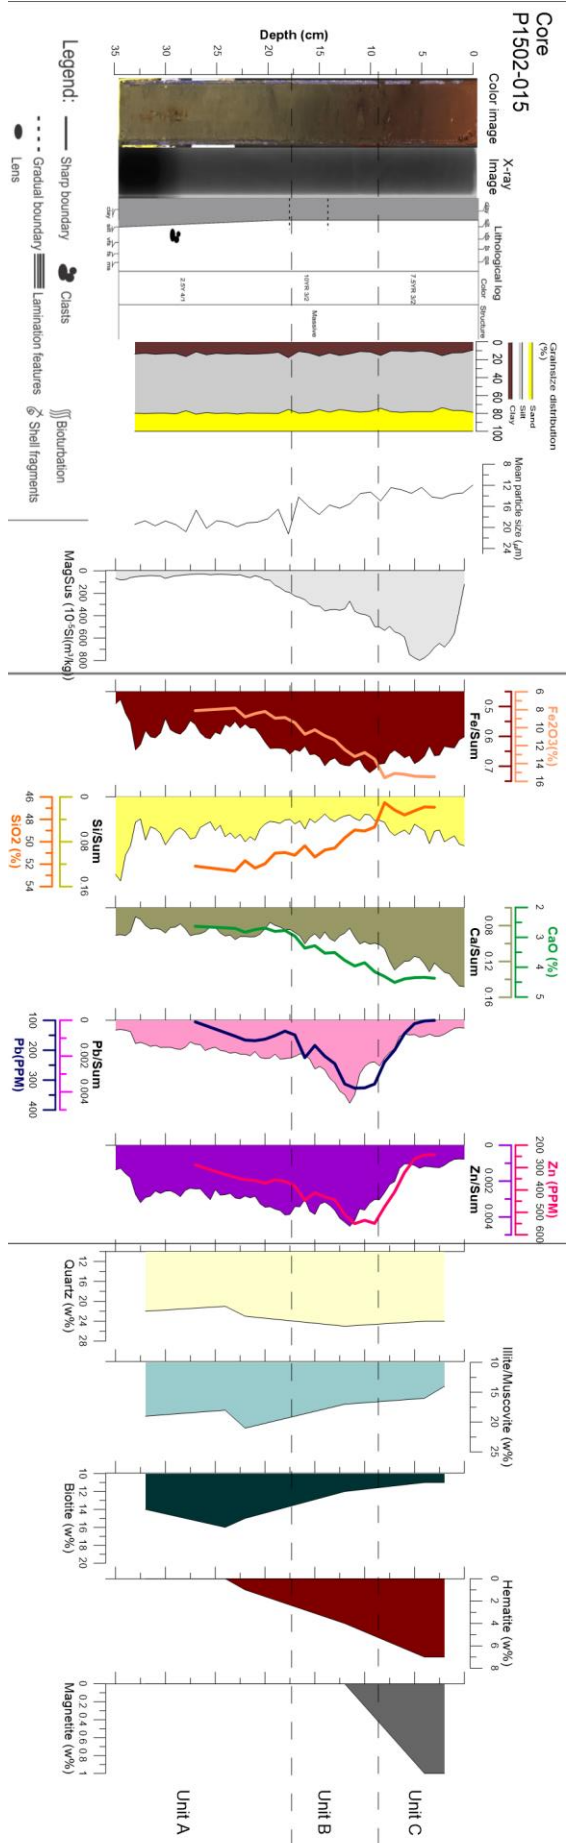 Core
P1502-015
Depth (cm)
35
30
25
20
15
10
5
0
Color image
X-ray
Image
Lithological log
clay
silt
vfs
fs
ms
2.5Y 4/1
10YR 3/2
7.5YR 3/2
Color
Massive
Structure
Grainsize distribution
(%)
Sand
Silt
Clay
0
20
40
60
80
100
Mean particle size (μm)
8
12
16
20
24
MagSus (10⁻⁵SI(m³/kg))
0
200
400
600
800
Fe2O3(%)
6
8
10
12
14
16
Fe/Sum
0.5
0.6
0.7
Si/Sum
0
0.08
0.16
SiO2 (%)
46
48
50
52
54
CaO (%)
2
3
4
5
Ca/Sum
0.08
0.12
0.16
Pb/Sum
0
0.002
0.004
Pb(PPM)
100
200
300
400
Zn (PPM)
200
300
400
500
600
Zn/Sum
0
0.002
0.004
Quartz (w%)
12
16
20
24
28
Illite/Muscovite (w%)
10
15
20
25
Biotite (w%)
10
12
14
16
18
20
Hematite (w%)
0
2
4
6
8
Magnetite (w%)
0
0.2
0.4
0.6
0.8
1
Unit A
Unit B
Unit C
Legend:
Sharp boundary
Gradual boundary
Lens
Clasts
Lamination features
Bioturbation
Shell fragments